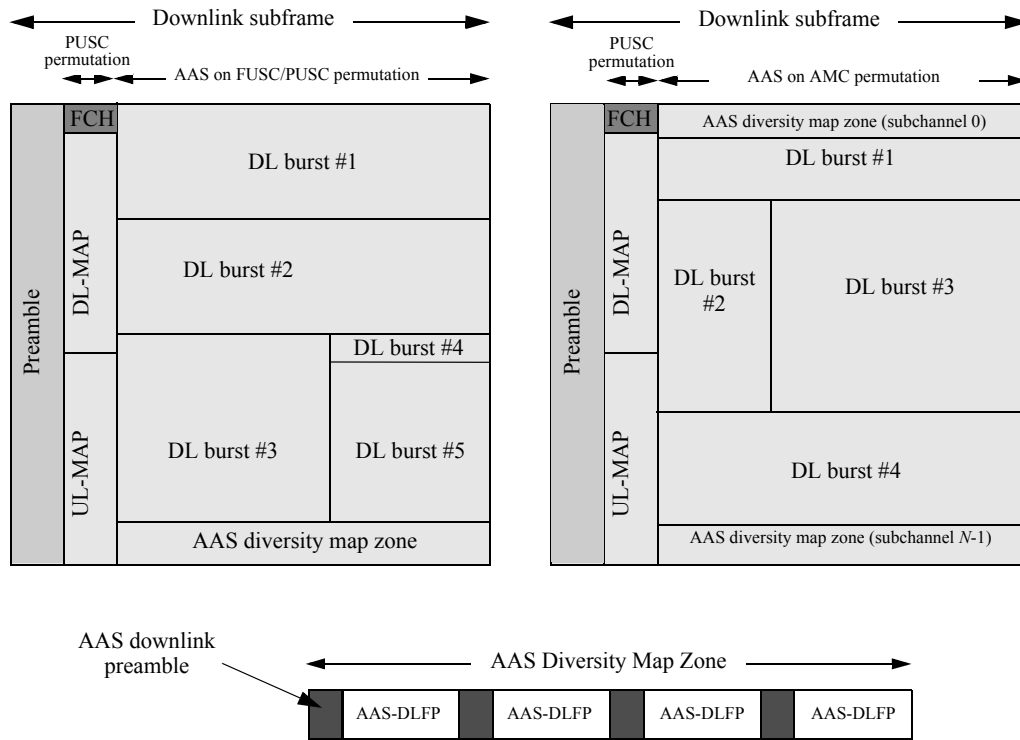 Downlink subframe
PUSC
permutation
AAS on FUSC/PUSC permutation
Preamble
FCH
DL-MAP
UL-MAP
DL burst #1
DL burst #2
DL burst #3
DL burst #4
DL burst #5
AAS diversity map zone
Downlink subframe
PUSC
permutation
AAS on AMC permutation
Preamble
FCH
DL-MAP
UL-MAP
AAS diversity map zone (subchannel 0)
DL burst #1
DL burst
#2
DL burst #3
DL burst #4
AAS diversity map zone (subchannel N-1)
AAS downlink
preamble
AAS Diversity Map Zone
AAS-DLFP
AAS-DLFP
AAS-DLFP
AAS-DLFP